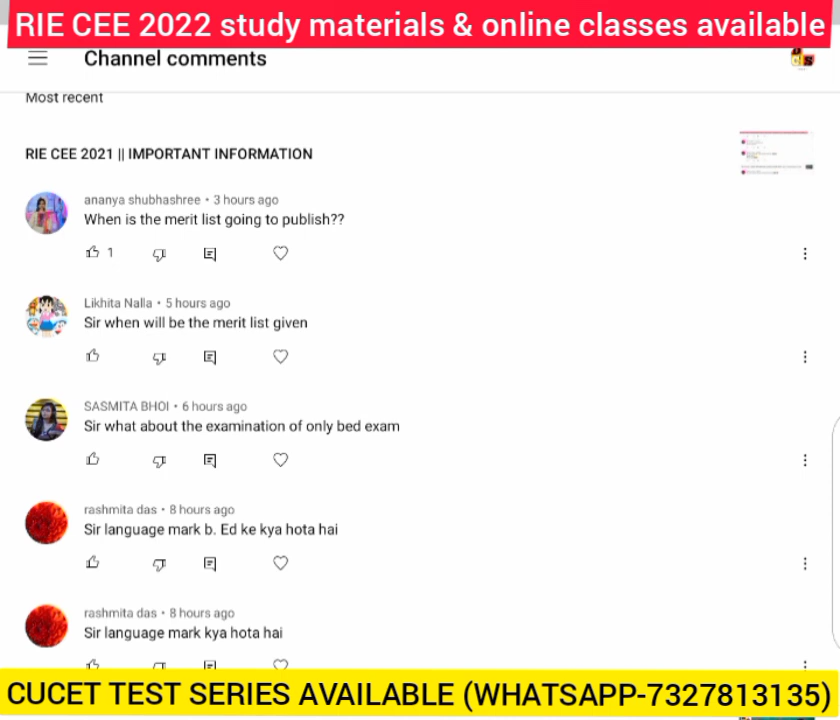 RIE CEE 2022 study materials & online classes available
Channel comments
Most recent
RIE CEE 2021 || IMPORTANT INFORMATION
ananya shubhashree • 3 hours ago
When is the merit list going to publish??
1
Likhita Nalla • 5 hours ago
Sir when will be the merit list given
SASMITA BHOI • 6 hours ago
Sir what about the examination of only bed exam
rashmita das • 8 hours ago
Sir language mark b. Ed ke kya hota hai
rashmita das • 8 hours ago
Sir language mark kya hota hai
CUCET TEST SERIES AVAILABLE (WHATSAPP-7327813135)